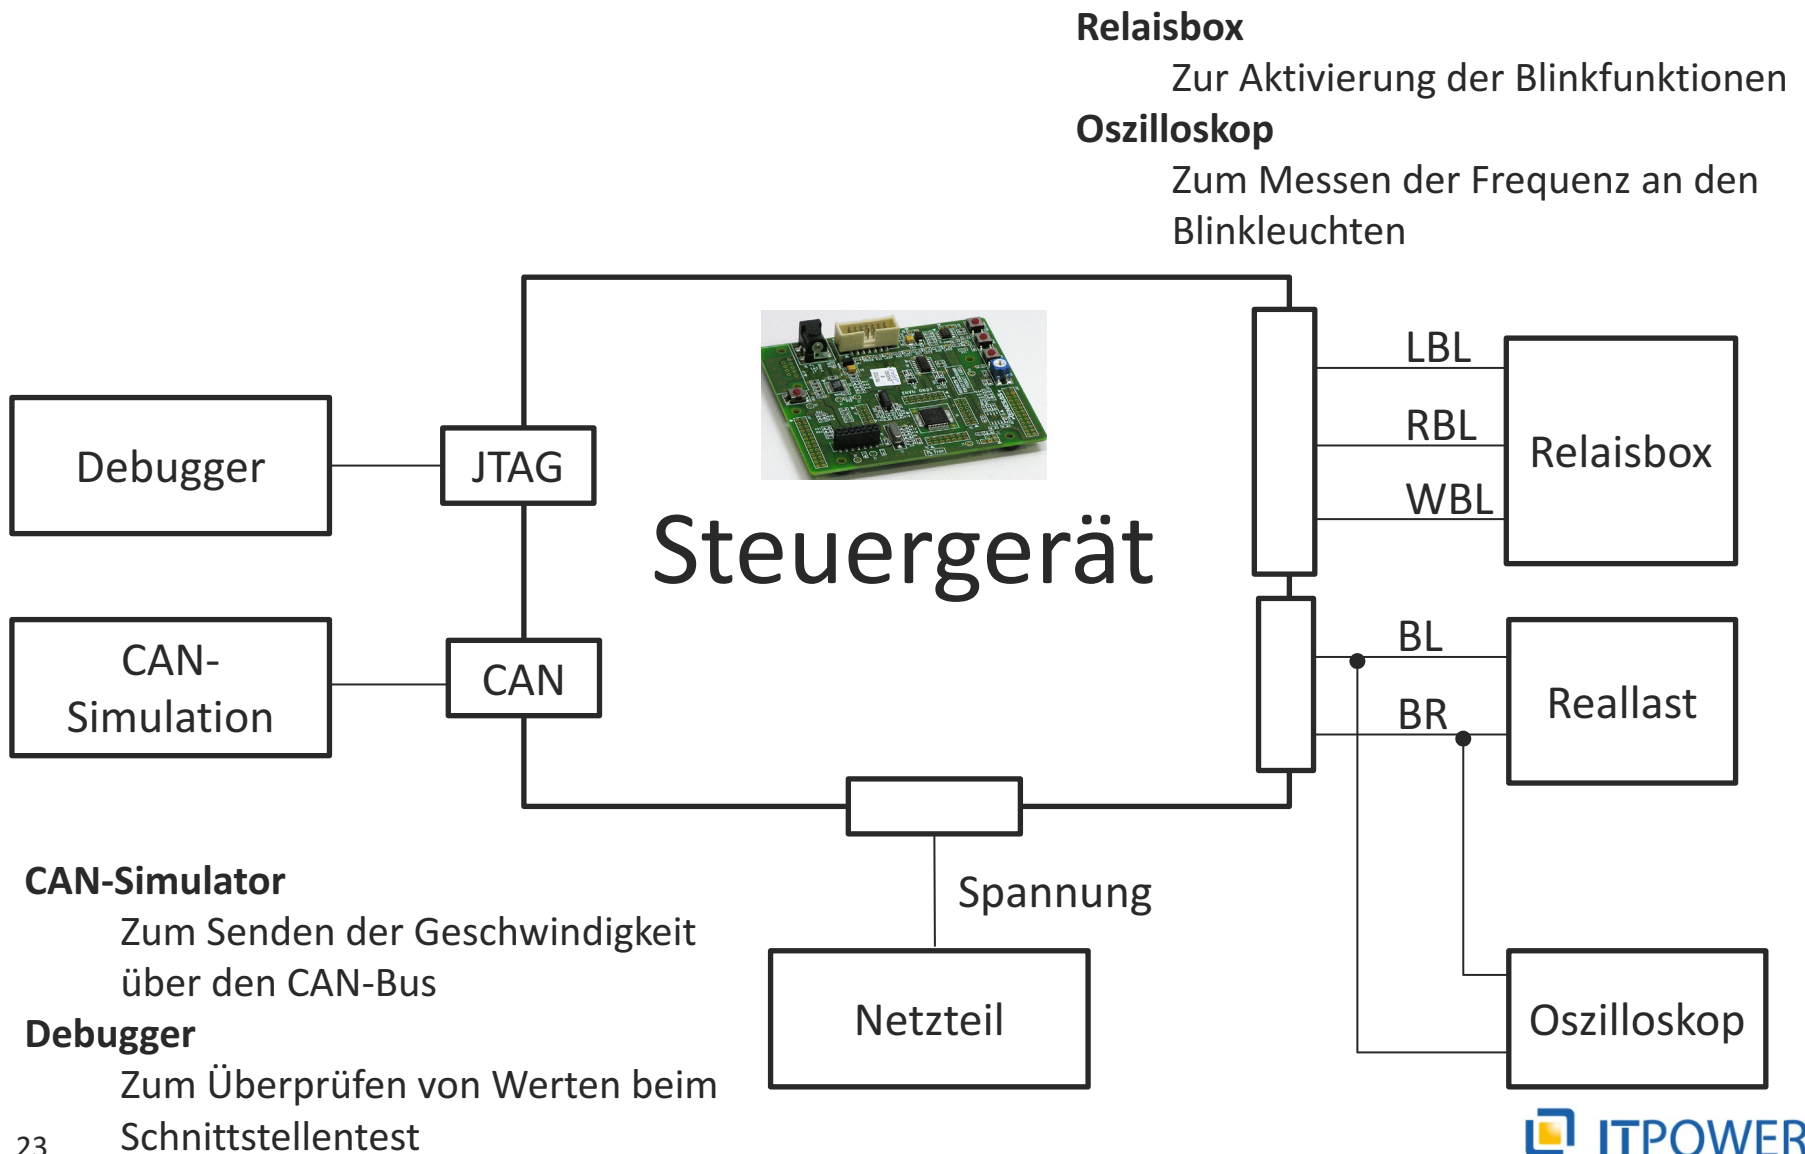 Relaisbox
Zur Aktivierung der Blinkfunktionen
Oszilloskop
Zum Messen der Frequenz an den
Blinkleuchten
LBL
RBL
WBL
Relaisbox
Debugger
JTAG
Steuergerät
CAN-
Simulation
CAN
BL
BR
Reallast
Spannung
Netzteil
Oszilloskop
CAN-Simulator
Zum Senden der Geschwindigkeit
über den CAN-Bus
Debugger
Zum Überprüfen von Werten beim
Schnittstellentest
23
ITPOWER